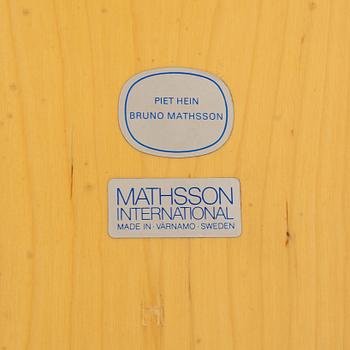 PIET HEIN
BRUNO MATHSSON
MATHSSON
INTERNATIONAL
MADE IN · VÄRNAMO · SWEDEN